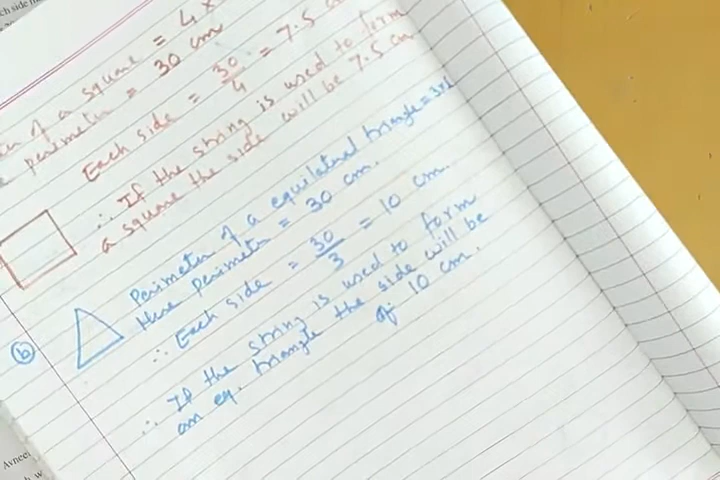 ch side
of a square = 4 ×
perimeter = 30 cm
Each side = 30/4 = 7.5
∴ If the string is used to form
a square the side will be 7.5 cm
(b)
Perimeter of a equilateral triangle = 3×
Here perimeter = 30 cm.
∴ Each side = 30/3 = 10 cm.
∴ If the string is used to form
an eq. triangle the side will be
of 10 cm.
Avneet